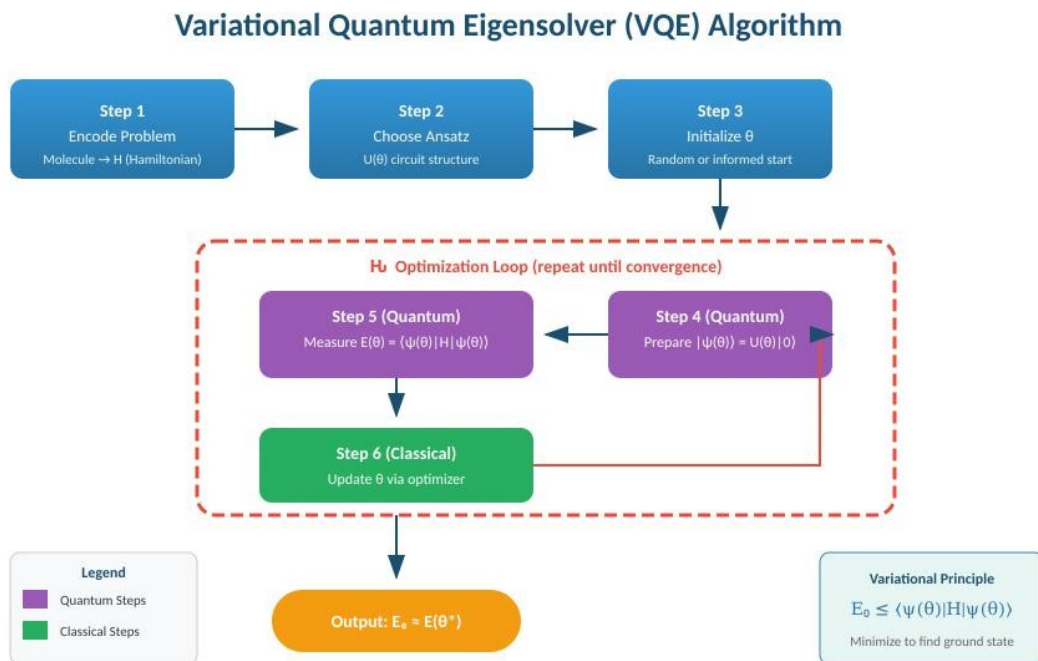 Variational Quantum Eigensolver (VQE) Algorithm
Step 1
Encode Problem
Molecule → H (Hamiltonian)
Step 2
Choose Ansatz
U(θ) circuit structure
Step 3
Initialize θ
Random or informed start
Optimization Loop (repeat until convergence)
Step 5 (Quantum)
Measure E(θ) = ⟨ψ(θ)|H|ψ(θ)⟩
Step 4 (Quantum)
Prepare |ψ(θ)⟩ = U(θ)|0⟩
Step 6 (Classical)
Update θ via optimizer
Legend
Quantum Steps
Classical Steps
Output: E₀ ≈ E(θ*)
Variational Principle
E₀ ≤ ⟨ψ(θ)|H|ψ(θ)⟩
Minimize to find ground state